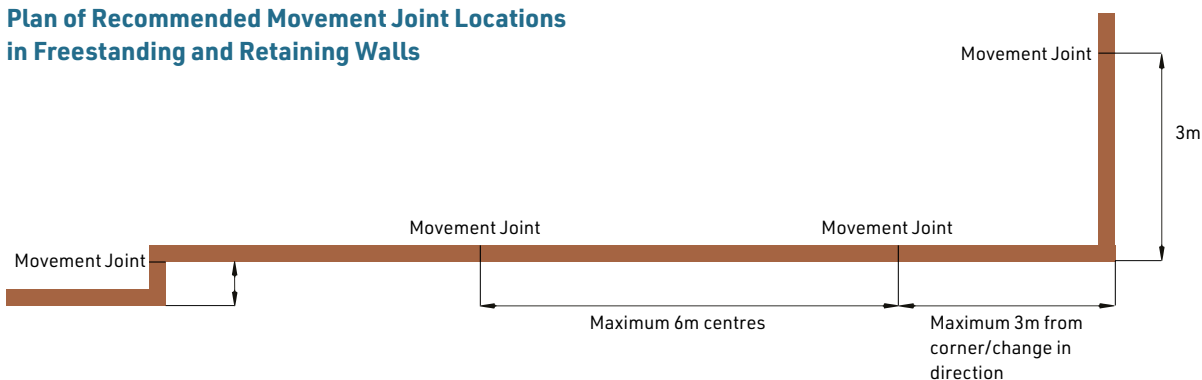 Plan of Recommended Movement Joint Locations
in Freestanding and Retaining Walls
Movement Joint
3m
Movement Joint
Movement Joint
Movement Joint
Maximum 6m centres
Maximum 3m from
corner/change in
direction